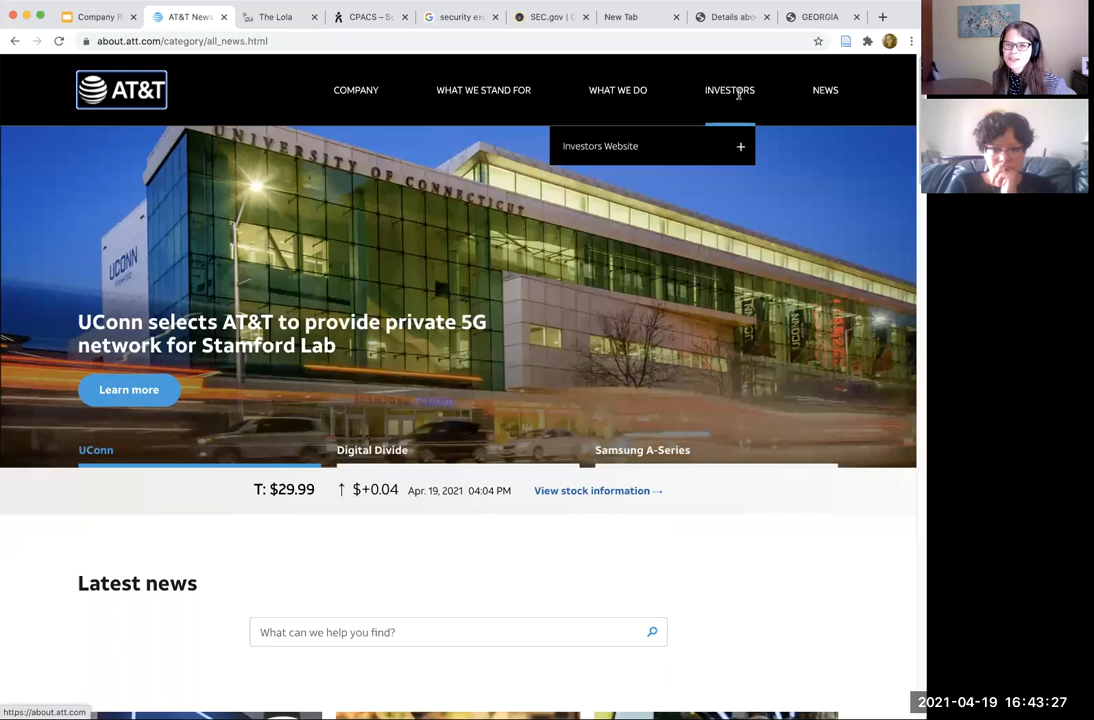 Company R
AT&T News
The Lola
CPACS – Sc
security exc
SEC.gov | C
New Tab
Details abo
GEORGIA
about.att.com/category/all_news.html
AT&T
COMPANY
WHAT WE STAND FOR
WHAT WE DO
INVESTORS
NEWS
Investors Website +
UNIVERSITY OF CONNECTICUT
UCONN
STAMFORD
UConn selects AT&T to provide private 5G
network for Stamford Lab
Learn more
UConn
Digital Divide
Samsung A-Series
T: $29.99 ↑ $+0.04 Apr. 19, 2021 04:04 PM View stock information→
Latest news
What can we help you find?
https://about.att.com
2021-04-19 16:43:27